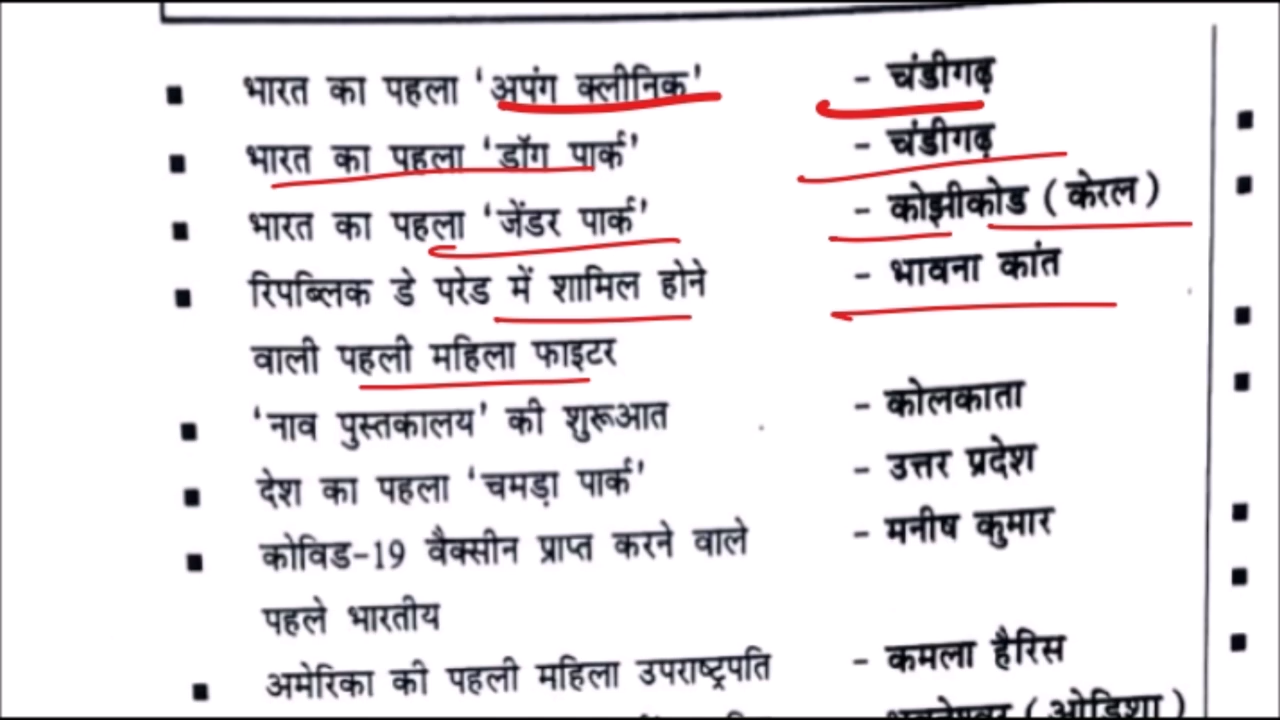 ▪ भारत का पहला ‘अपंग क्लीनिक’ – चंडीगढ़
▪ भारत का पहला ‘डॉग पार्क’ – चंडीगढ़
▪ भारत का पहला ‘जेंडर पार्क’ – कोझीकोड (केरल)
▪ रिपब्लिक डे परेड में शामिल होने – भावना कांत
वाली पहली महिला फाइटर
▪ ‘नाव पुस्तकालय’ की शुरूआत – कोलकाता
▪ देश का पहला ‘चमड़ा पार्क’ – उत्तर प्रदेश
▪ कोविड-19 वैक्सीन प्राप्त करने वाले – मनीष कुमार
पहले भारतीय
▪ अमेरिका की पहली महिला उपराष्ट्रपति – कमला हैरिस
(ओडिशा)